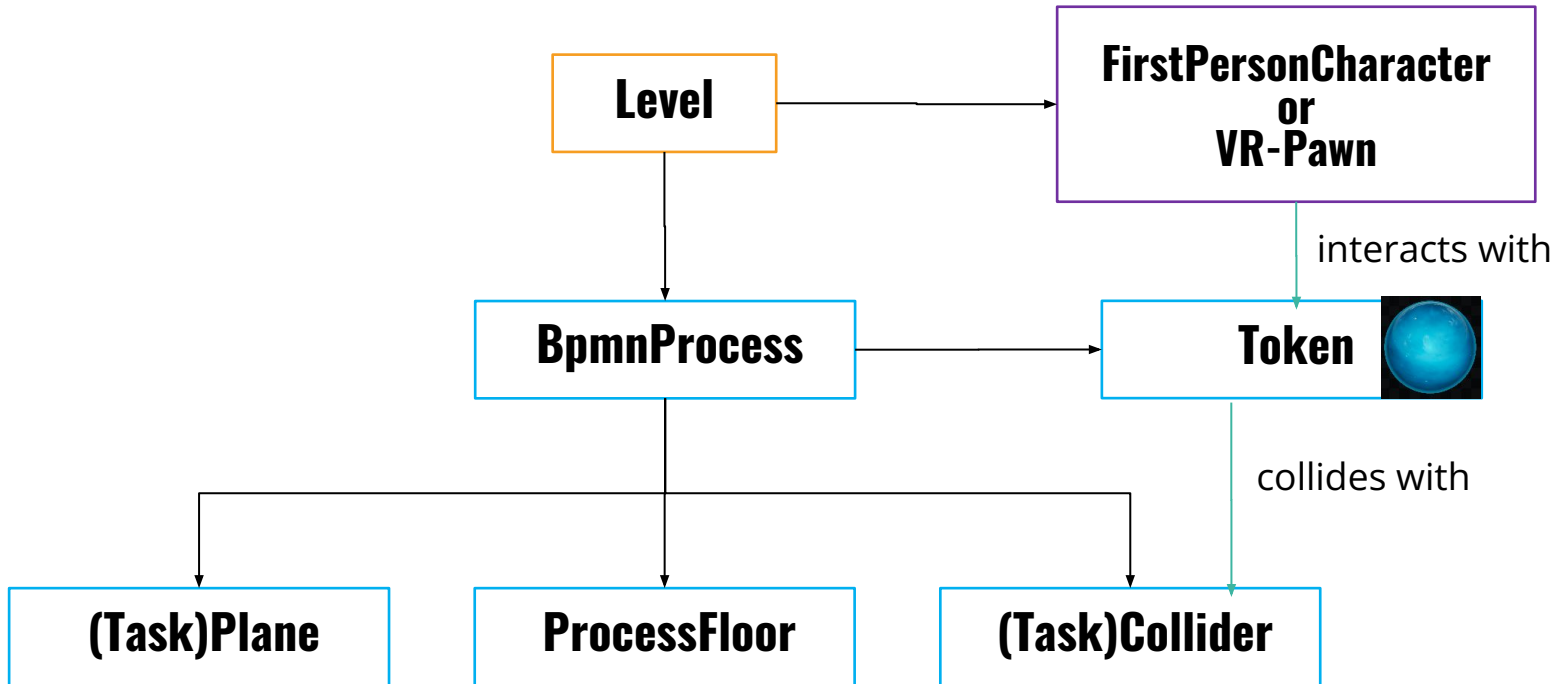 Level
FirstPersonCharacter
or
VR-Pawn
interacts with
BpmnProcess
Token
collides with
(Task)Plane
ProcessFloor
(Task)Collider